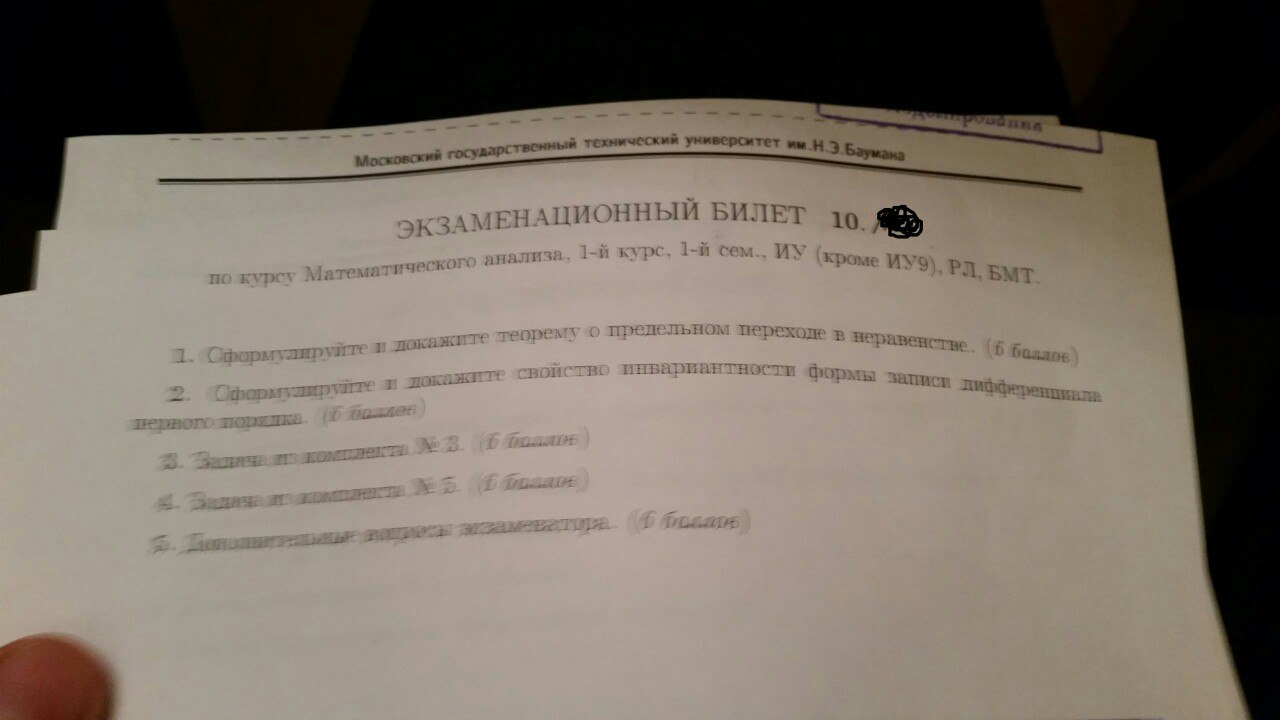 моделирования
Московский государственный технический университет им.Н.Э.Баумана
ЭКЗАМЕНАЦИОННЫЙ БИЛЕТ 10.
по курсу Математического анализа, 1-й курс, 1-й сем., ИУ (кроме ИУ9), РЛ, БМТ.
1. Сформулируйте и докажите теорему о предельном переходе в неравенстве. (6 баллов)
2. Сформулируйте и докажите свойство инвариантности формы записи дифференциала
первого порядка. (6 баллов)
3. Задача из комплекта № 3. (6 баллов)
4. Задача из комплекта № 5. (6 баллов)
5. Дополнительные вопросы экзаменатора. (6 баллов)